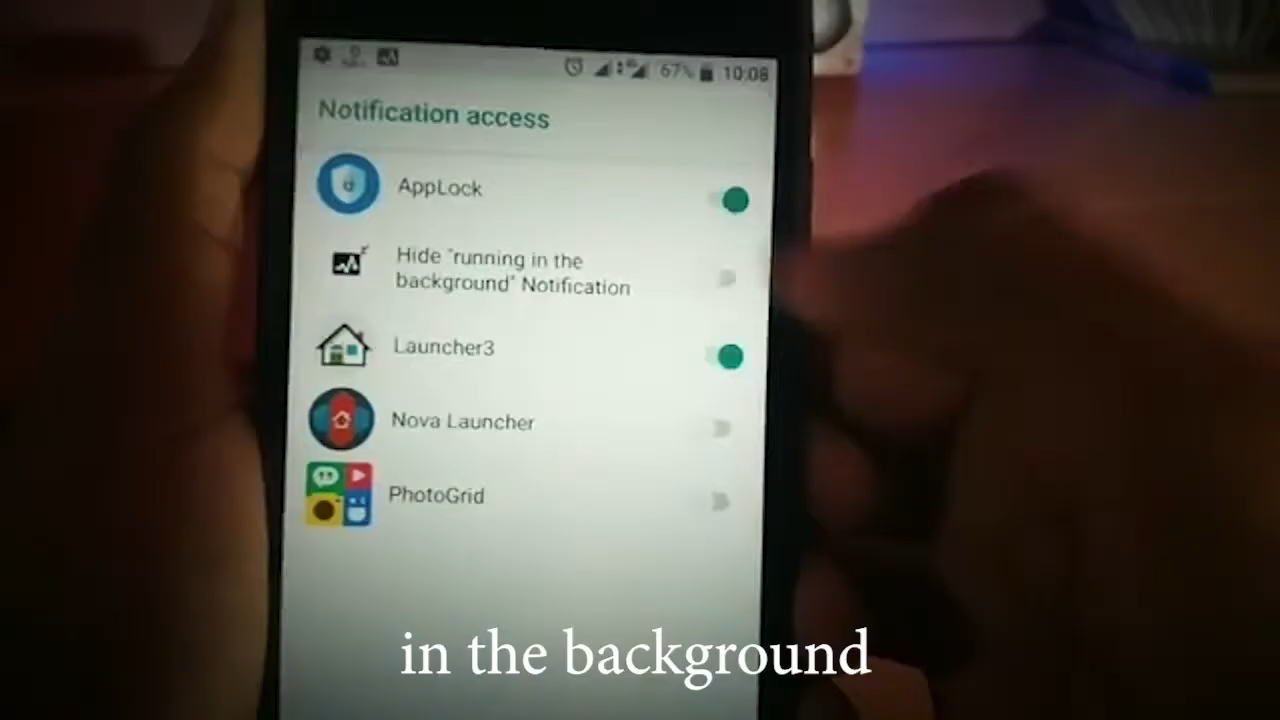 67% 10:08
Notification access
AppLock
Hide "running in the
background" Notification
Launcher3
Nova Launcher
PhotoGrid
in the background